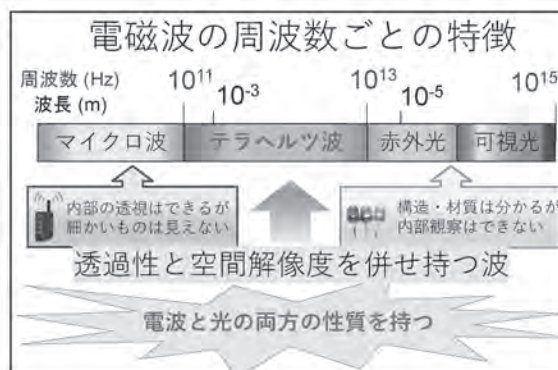 電磁波の周波数ごとの特徴
周波数 (Hz) 10¹¹ 10¹³ 10¹⁵
波長 (m) 10⁻³ 10⁻⁵
マイクロ波 テラヘルツ波 赤外光 可視光
内部の透視はできるが
細かいものは見えない
構造・材質は分かるが
内部観察はできない
透過性と空間解像度を併せ持つ波
電波と光の両方の性質を持つ